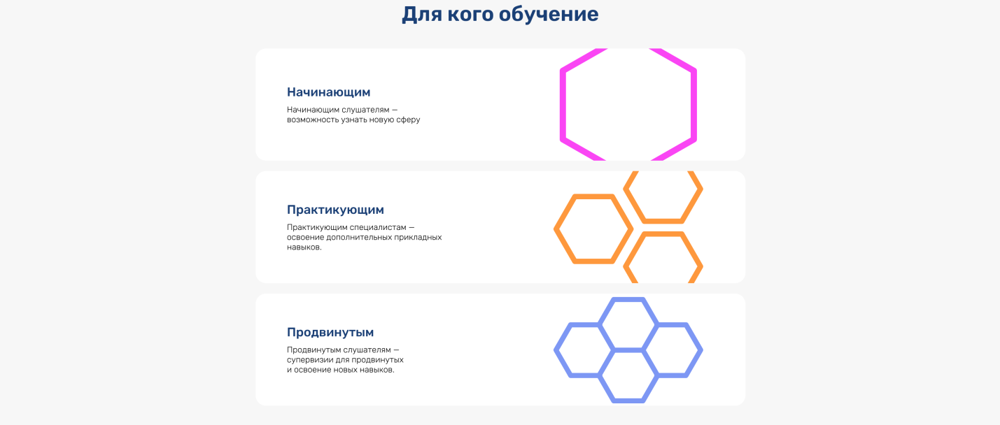 Для кого обучение
Начинающим
Начинающим слушателям —
возможность узнать новую сферу
Практикующим
Практикующим специалистам —
освоение дополнительных прикладных
навыков.
Продвинутым
Продвинутым слушателям —
супервизии для продвинутых
и освоение новых навыков.